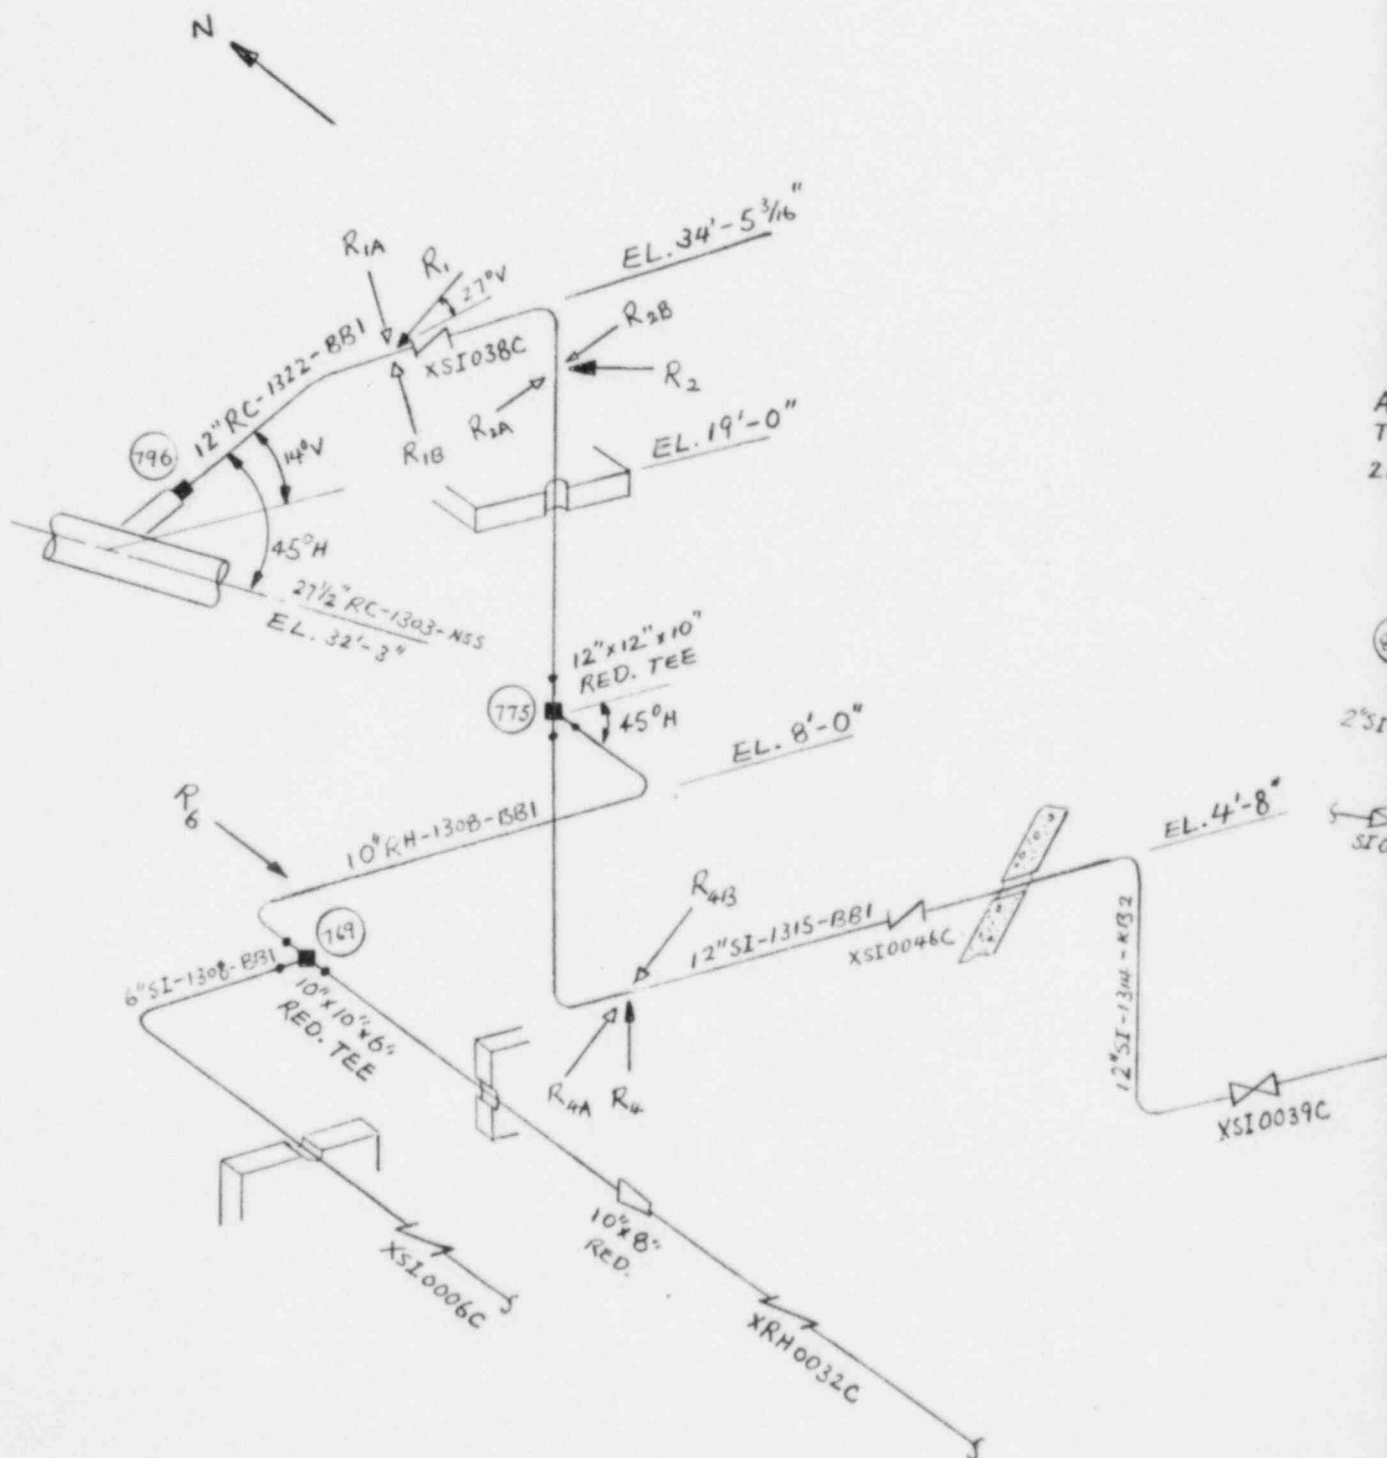 N
R1A
R1
27°V
EL. 34'-5 3/16"
R2B
XSI038C
R2
12" RC-1322-BB1
R2A
R1B
EL. 19'-0"
796
14°V
45°H
27 1/2" RC-1303-NSS
EL. 32'-3"
12"x12"x10"
RED. TEE
775
45°H
2"SI
EL. 8'-0"
R6
10" RH-1308-BB1
EL. 4'-8"
R4B
769
12" SI-1315-BB1
XSI0046C
6" SI-1308-BB1
10"x10"x6"
RED. TEE
12" SI-1314-KB2
R4A
R4
XSI0039C
10"x8"
RED.
XSI0006C
XRH0032C